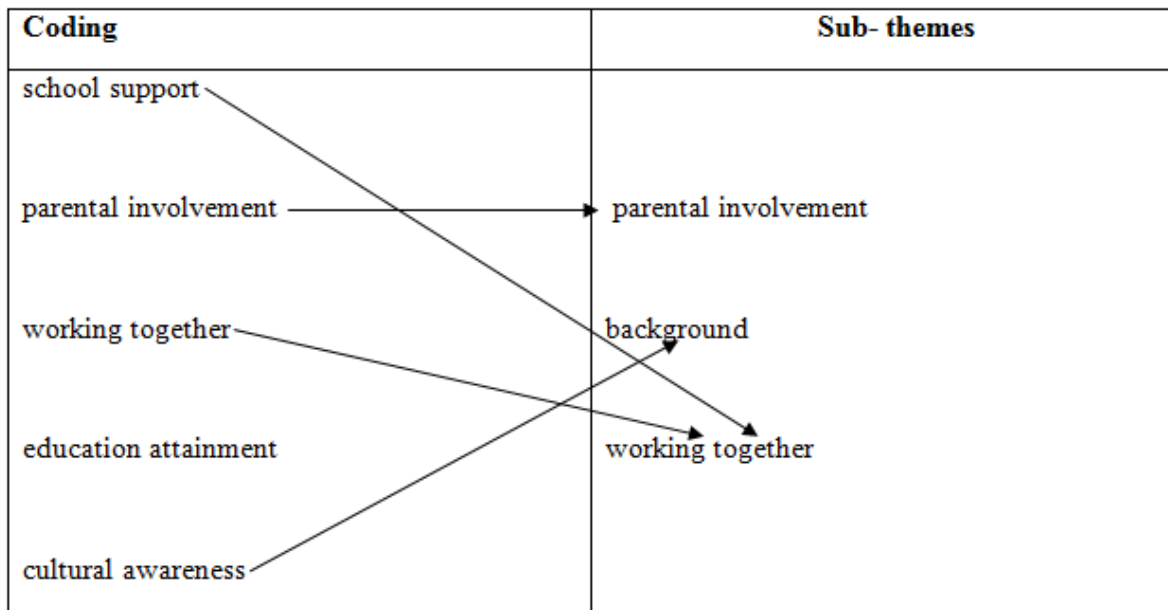 Coding Sub- themes
school support
parental involvement parental involvement
working together background
education attainment working together
cultural awareness